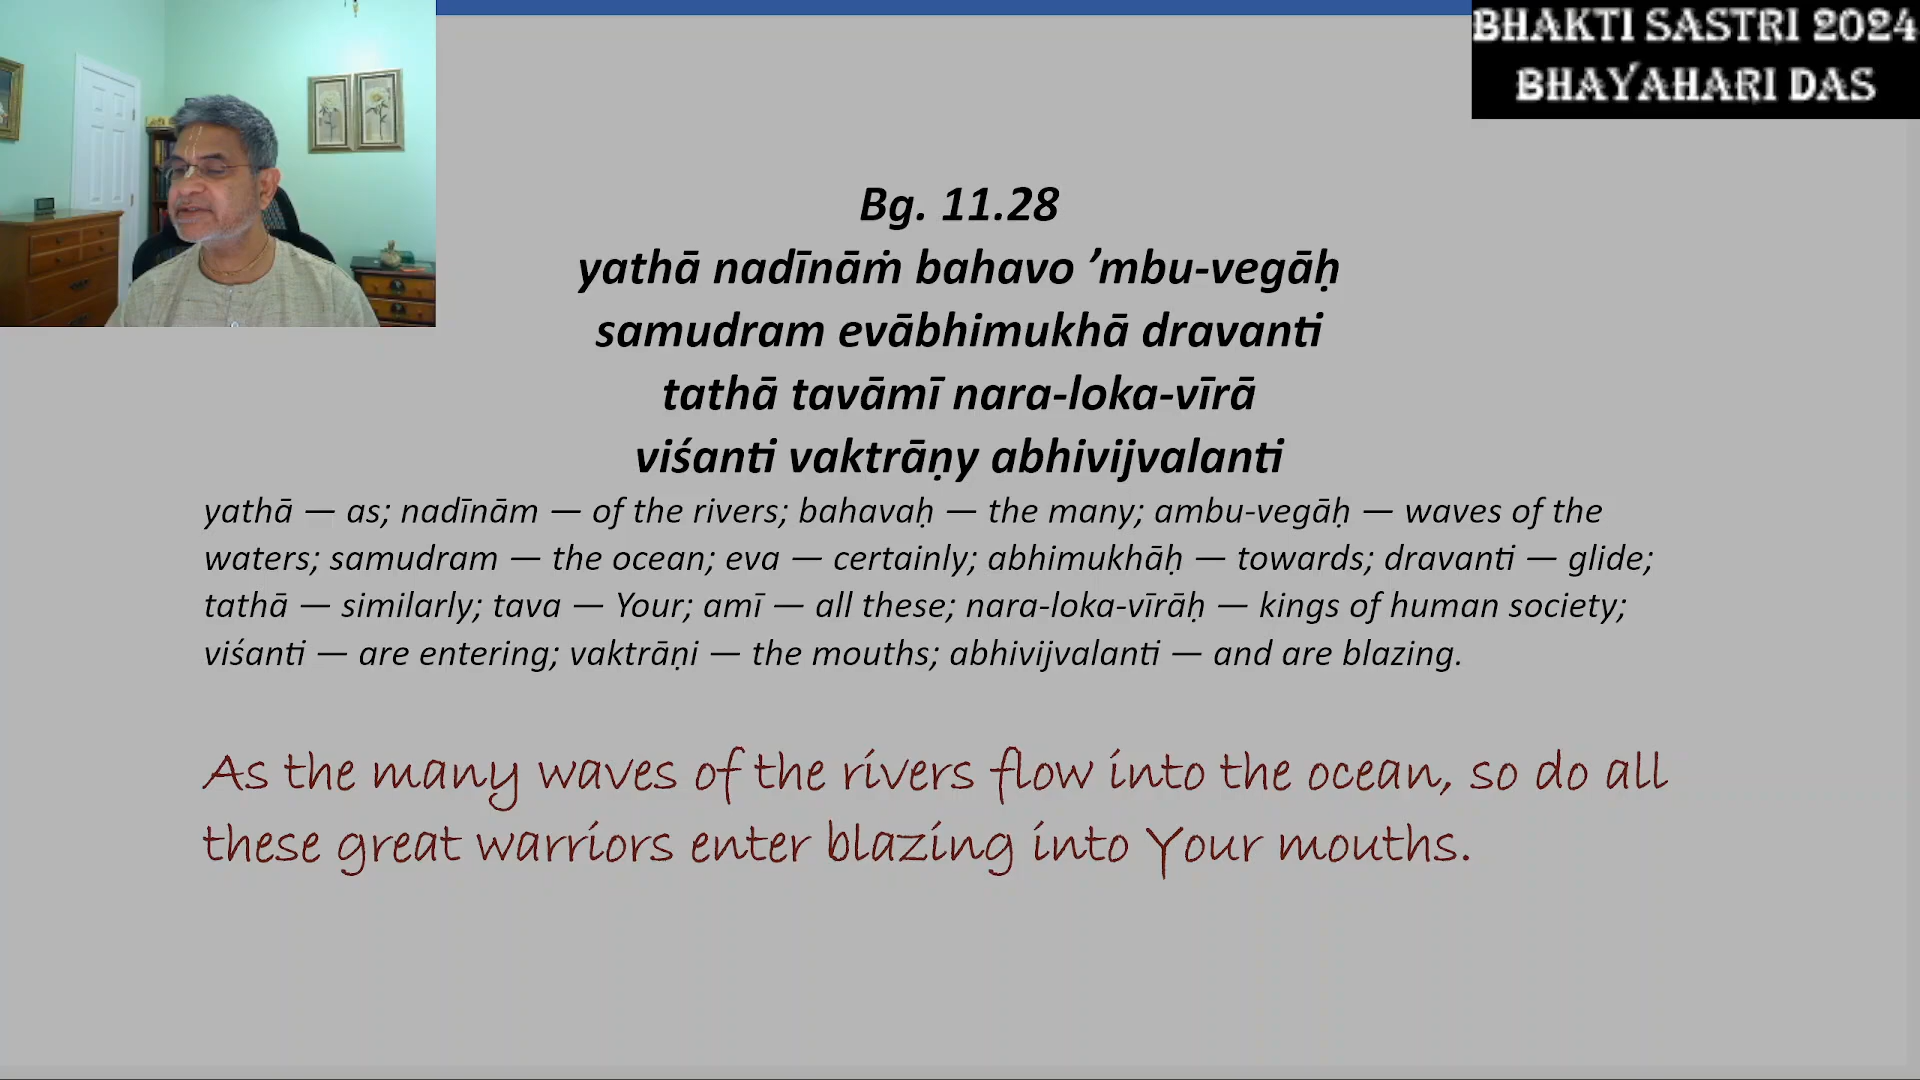 BHAKTI SASTRI 2024
BHAYAHARI DAS
Bg. 11.28
yathā nadīnāṁ bahavo ’mbu-vegāḥ
samudram evābhimukhā dravanti
tathā tavāmī nara-loka-vīrā
viśanti vaktrāṇy abhivijvalanti
yathā — as; nadīnām — of the rivers; bahavaḥ — the many; ambu-vegāḥ — waves of the
waters; samudram — the ocean; eva — certainly; abhimukhāḥ — towards; dravanti — glide;
tathā — similarly; tava — Your; amī — all these; nara-loka-vīrāḥ — kings of human society;
viśanti — are entering; vaktrāṇi — the mouths; abhivijvalanti — and are blazing.
As the many waves of the rivers flow into the ocean, so do all
these great warriors enter blazing into Your mouths.